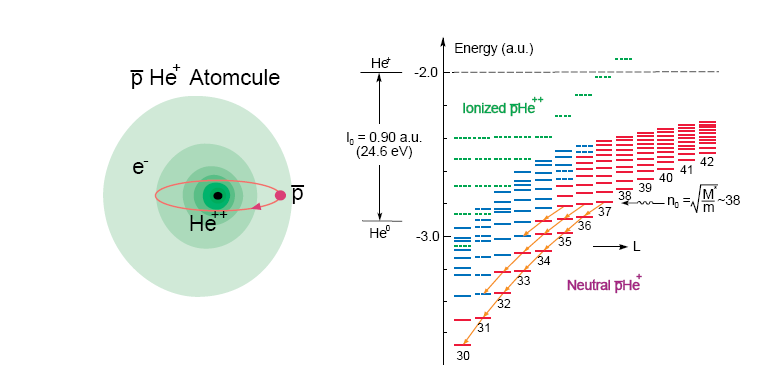 p̅ He⁺ Atomcule
e⁻
p̅
He⁺⁺
He⁺
I₀ = 0.90 a.u.
(24.6 eV)
He⁰
Energy (a.u.)
-2.0
Ionized p̅He⁺⁺
-3.0
42
41
40
39
38
37
36
35
34
33
32
31
30
n₀ = √M*/m ~38
L
Neutral p̅He⁺